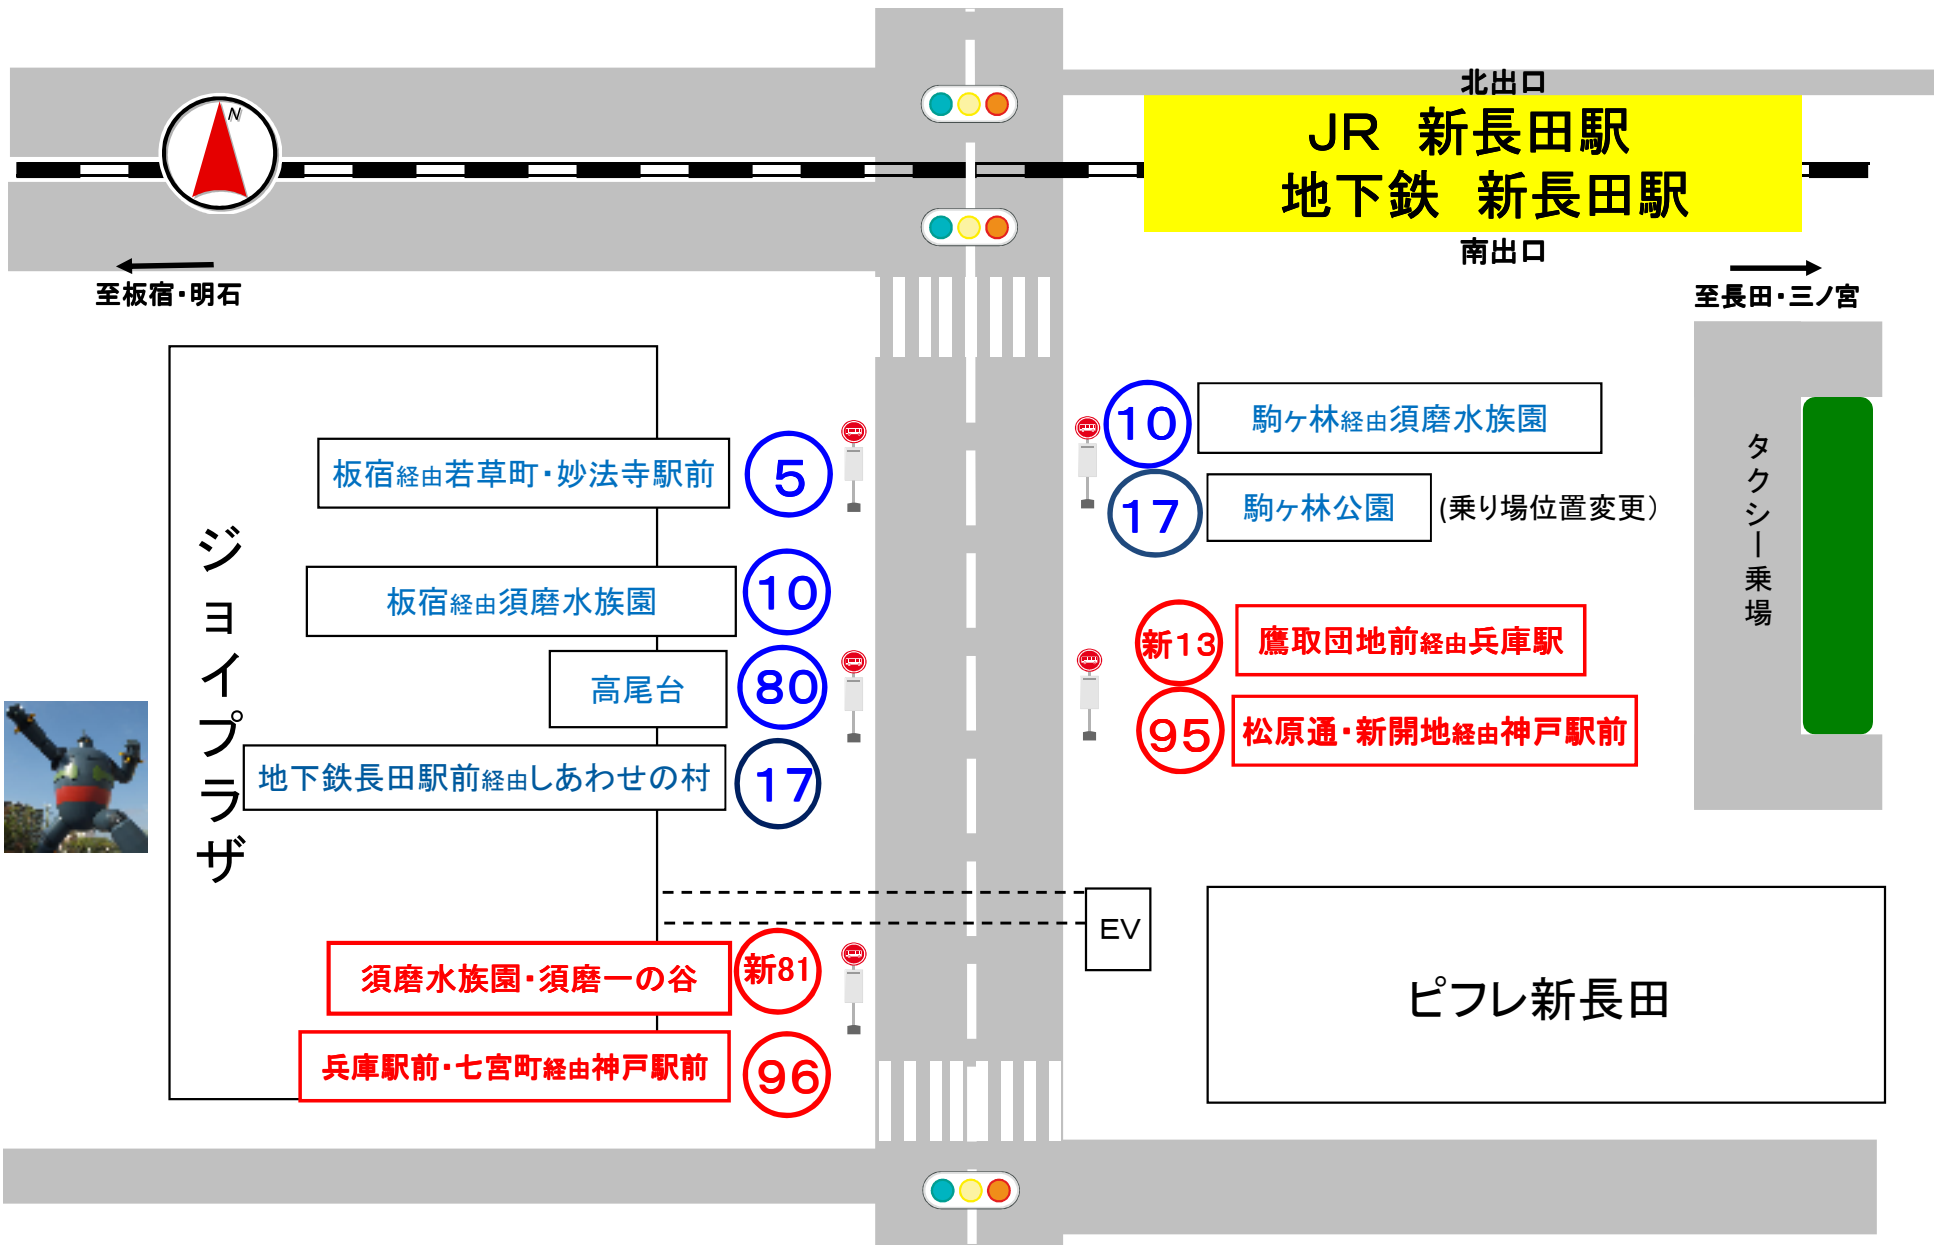 北出口
JR 新長田駅
地下鉄 新長田駅
南出口
N
至板宿・明石
至長田・三ノ宮
ジョイプラザ
板宿経由若草町・妙法寺駅前
5
板宿経由須磨水族園
10
高尾台
80
地下鉄長田駅前経由しあわせの村
17
須磨水族園・須磨一の谷
新81
兵庫駅前・七宮町経由神戸駅前
96
10
駒ヶ林経由須磨水族園
17
駒ヶ林公園
(乗り場位置変更）
新13
鷹取団地前経由兵庫駅
95
松原通・新開地経由神戸駅前
タクシー乗場
EV
ピフレ新長田